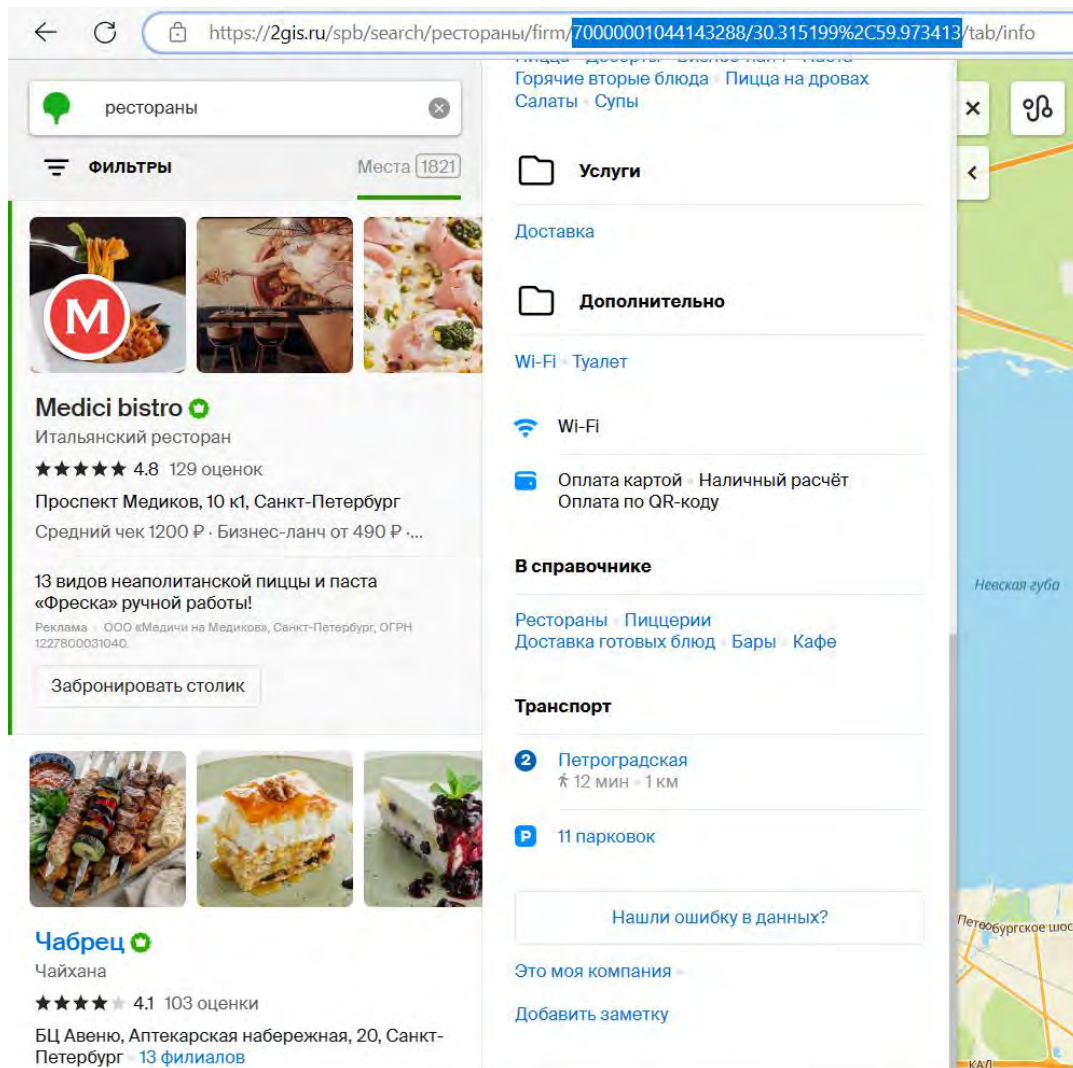 https://2gis.ru/spb/search/рестораны/firm/70000001044143288/30.315199%2C59.973413/tab/info
рестораны
ФИЛЬТРЫ
Места 1821
M
Medici bistro
Итальянский ресторан
4.8 129 оценок
Проспект Медиков, 10 к1, Санкт-Петербург
Средний чек 1200 ₽ · Бизнес-ланч от 490 ₽ ·...
13 видов неаполитанской пиццы и паста
«Фреска» ручной работы!
Реклама ООО «Медичи на Медиков», Санкт-Петербург, ОГРН
1227800031040.
Забронировать столик
Чабрец
Чайхана
4.1 103 оценки
БЦ Авеню, Аптекарская набережная, 20, Санкт-
Петербург 13 филиалов
Пицца Десерты Бизнес-ланч Паста
Горячие вторые блюда Пицца на дровах
Салаты Супы
Услуги
Доставка
Дополнительно
Wi-Fi Туалет
Wi-Fi
Оплата картой Наличный расчёт
Оплата по QR-коду
В справочнике
Рестораны Пиццерии
Доставка готовых блюд Бары Кафе
Транспорт
2 Петроградская
12 мин 1 км
P 11 парковок
Нашли ошибку в данных?
Это моя компания
Добавить заметку
Невская губа
КАД